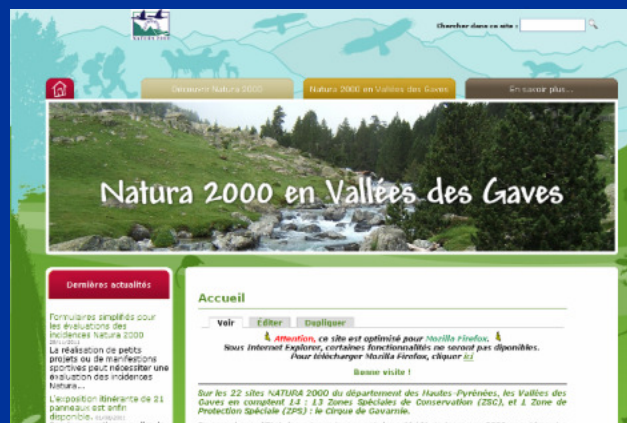 NATURA 2000
Chercher dans ce site :
Découvrir Natura 2000
Natura 2000 en Vallées des Gaves
En savoir plus...
Natura 2000 en Vallées des Gaves
Dernières actualités
Formulaires simplifiés pour
les évaluations des
incidences Natura 2000
La réalisation de petits
projets ou de manifestions
sportives peut nécessiter une
évaluation des incidences
Natura...
L'exposition itinérante de 21
panneaux est enfin
disponible.
Accueil
Voir
Éditer
Dupliquer
Attention, ce site est optimisé pour Mozilla Firefox.
Sous Internet Explorer, certaines fonctionnalités ne seront pas diponibles.
Pour télécharger Mozilla Firefox, cliquer ici
Bonne visite !
Sur les 22 sites NATURA 2000 du département des Hautes-Pyrénées, les Vallées des
Gaves en comptent 14 : 13 Zones Spéciales de Conservation (ZSC), et 1 Zone de
Protection Spéciale (ZPS) : le Cirque de Gavarnie.